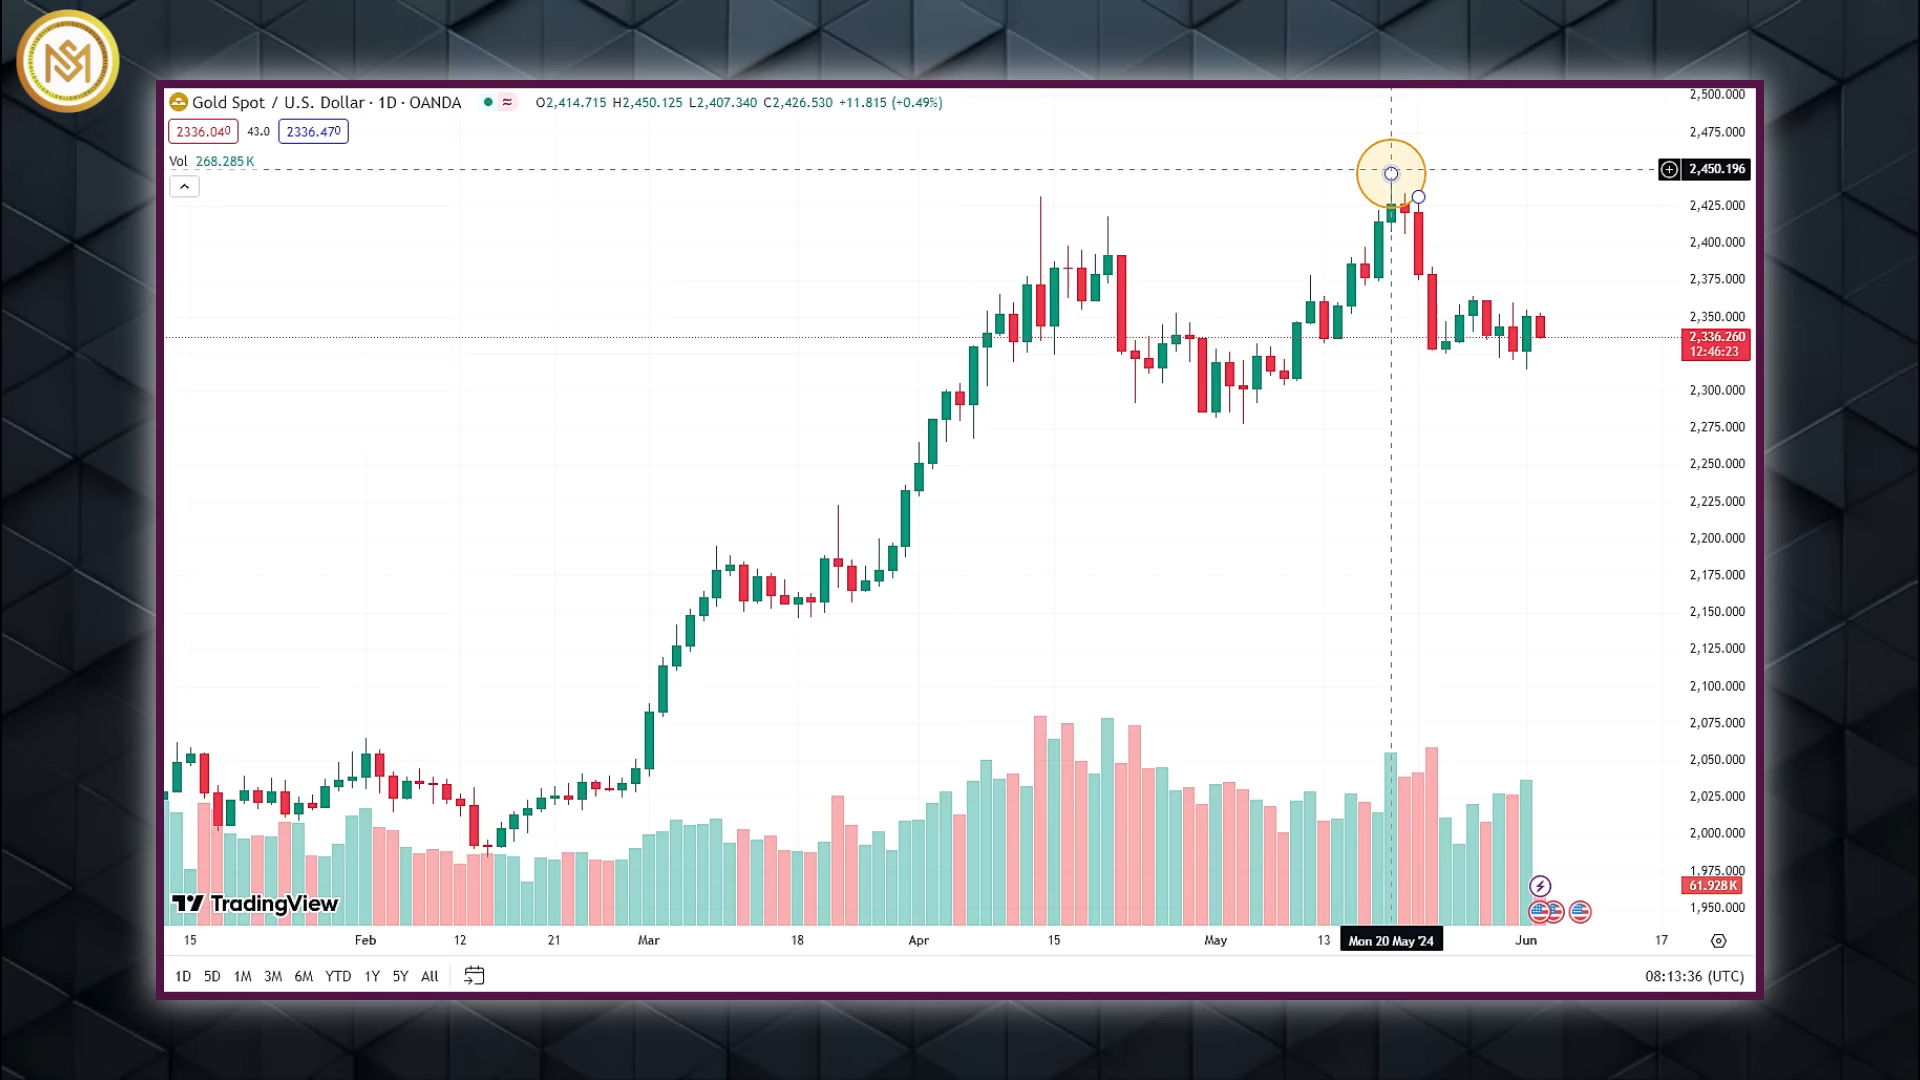 SM
Gold Spot / U.S. Dollar · 1D · OANDA
O2,414.715 H2,450.125 L2,407.340 C2,426.530 +11.815 (+0.49%)
2336.040 43.0 2336.470
Vol 268.285 K
2,500.000
2,475.000
2,450.196
2,425.000
2,400.000
2,375.000
2,350.000
2,336.260
12:46:23
2,300.000
2,275.000
2,250.000
2,225.000
2,200.000
2,175.000
2,150.000
2,125.000
2,100.000
2,075.000
2,050.000
2,025.000
2,000.000
1,975.000
61.928K
1,950.000
TradingView
15 Feb 12 21 Mar 18 Apr 15 May 13 Mon 20 May '24 Jun 17
1D 5D 1M 3M 6M YTD 1Y 5Y All
08:13:36 (UTC)